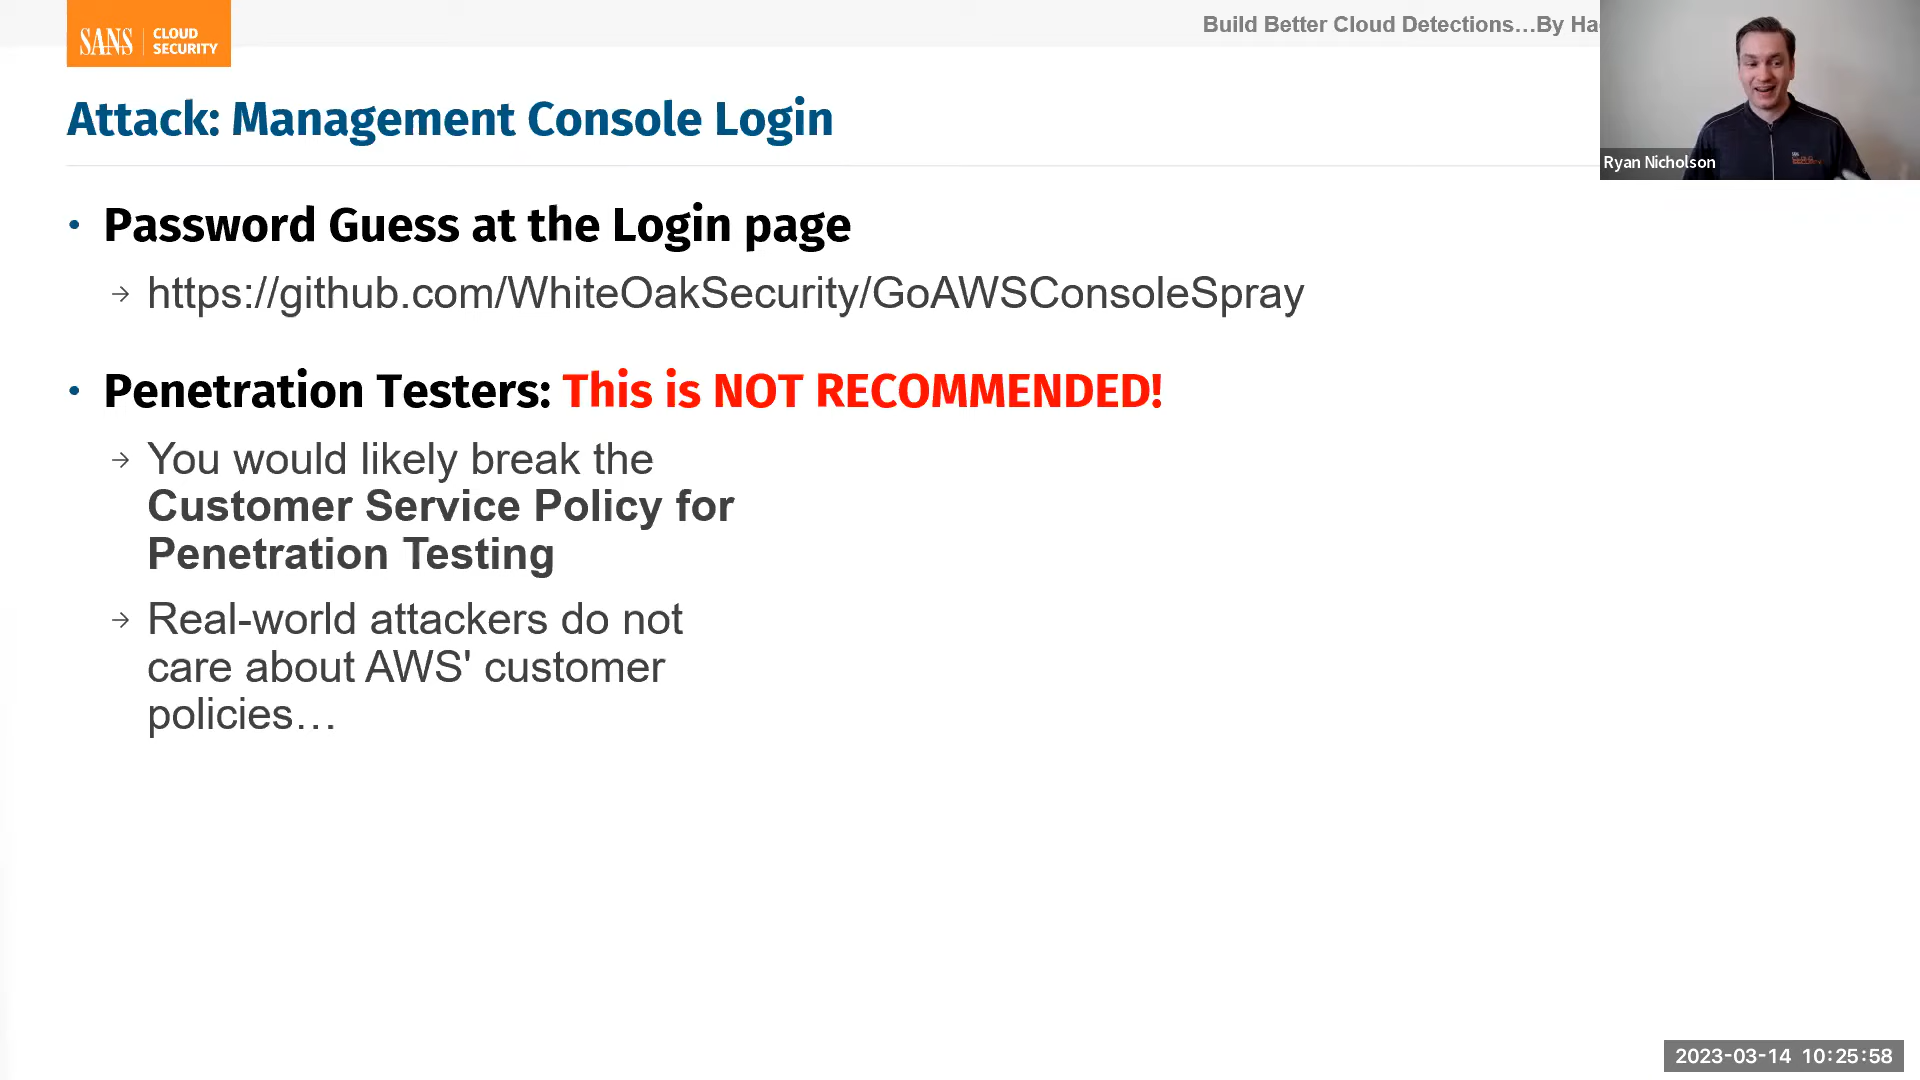 SANS
CLOUD
SECURITY
Build Better Cloud Detections…By Ha
Ryan Nicholson
Attack: Management Console Login
• Password Guess at the Login page
→ https://github.com/WhiteOakSecurity/GoAWSConsoleSpray
• Penetration Testers: This is NOT RECOMMENDED!
→ You would likely break the
Customer Service Policy for
Penetration Testing
→ Real-world attackers do not
care about AWS' customer
policies…
2023-03-14 10:25:58